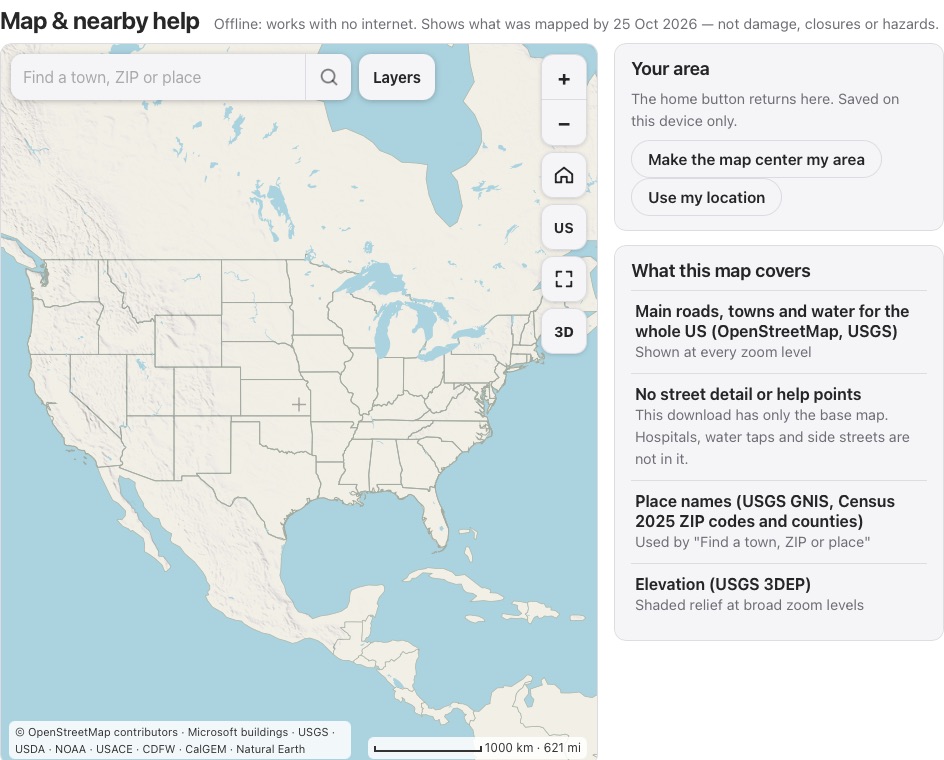 Map & nearby help
Offline: works with no internet. Shows what was mapped by 25 Oct 2026 — not damage, closures or hazards.
Find a town, ZIP or place
Layers
+
−
US
3D
© OpenStreetMap contributors · Microsoft buildings · USGS ·
USDA · NOAA · USACE · CDFW · CalGEM · Natural Earth
1000 km · 621 mi
Your area
The home button returns here. Saved on
this device only.
Make the map center my area
Use my location
What this map covers
Main roads, towns and water for the
whole US (OpenStreetMap, USGS)
Shown at every zoom level
No street detail or help points
This download has only the base map.
Hospitals, water taps and side streets are
not in it.
Place names (USGS GNIS, Census
2025 ZIP codes and counties)
Used by "Find a town, ZIP or place"
Elevation (USGS 3DEP)
Shaded relief at broad zoom levels